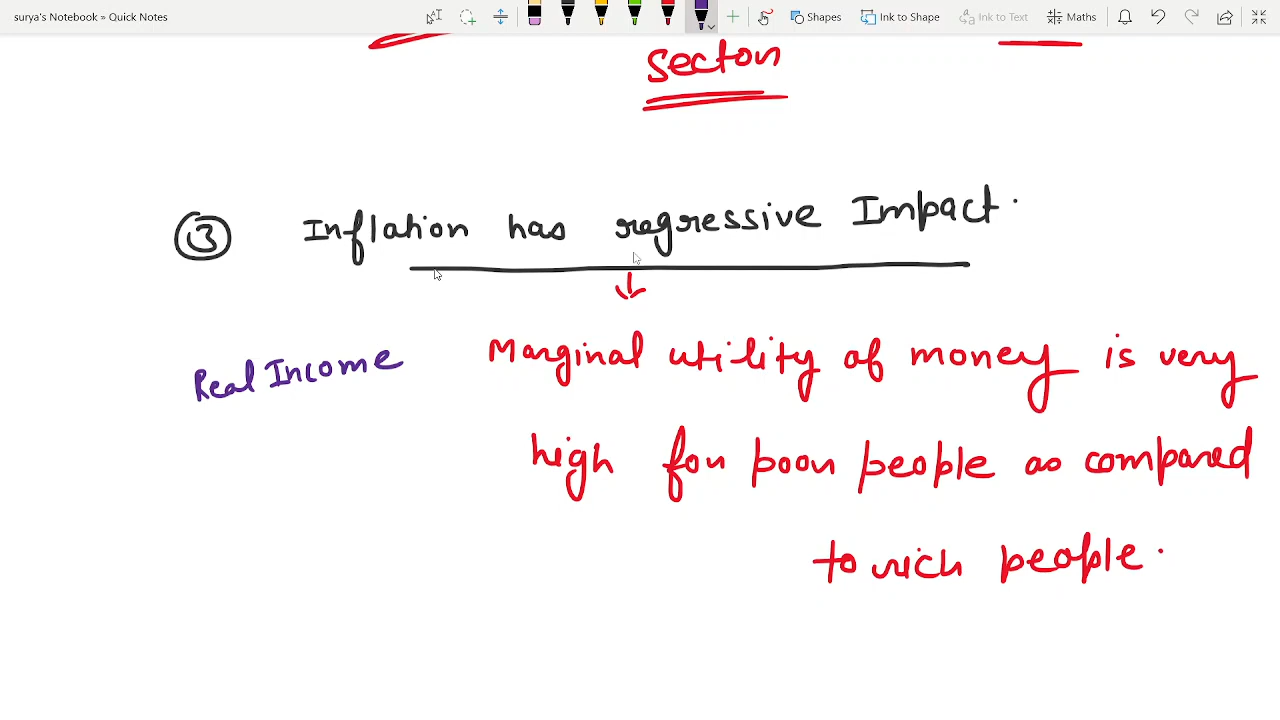 surya's Notebook » Quick Notes
Shapes Ink to Shape Ink to Text Maths
Sector
③ Inflation has regressive Impact.
Real Income
Marginal utility of money is very
high for poor people as compared
to rich people.